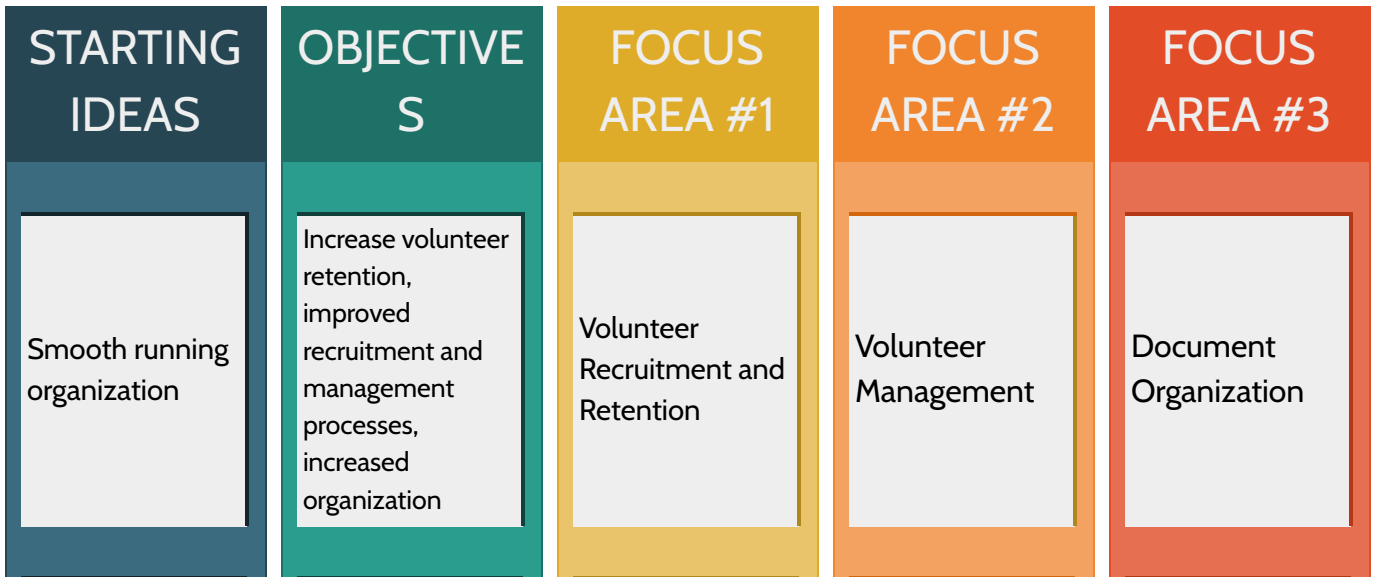 STARTING
IDEAS
Smooth running
organization
OBJECTIVE
S
Increase volunteer
retention,
improved
recruitment and
management
processes,
increased
organization
FOCUS
AREA #1
Volunteer
Recruitment and
Retention
FOCUS
AREA #2
Volunteer
Management
FOCUS
AREA #3
Document
Organization